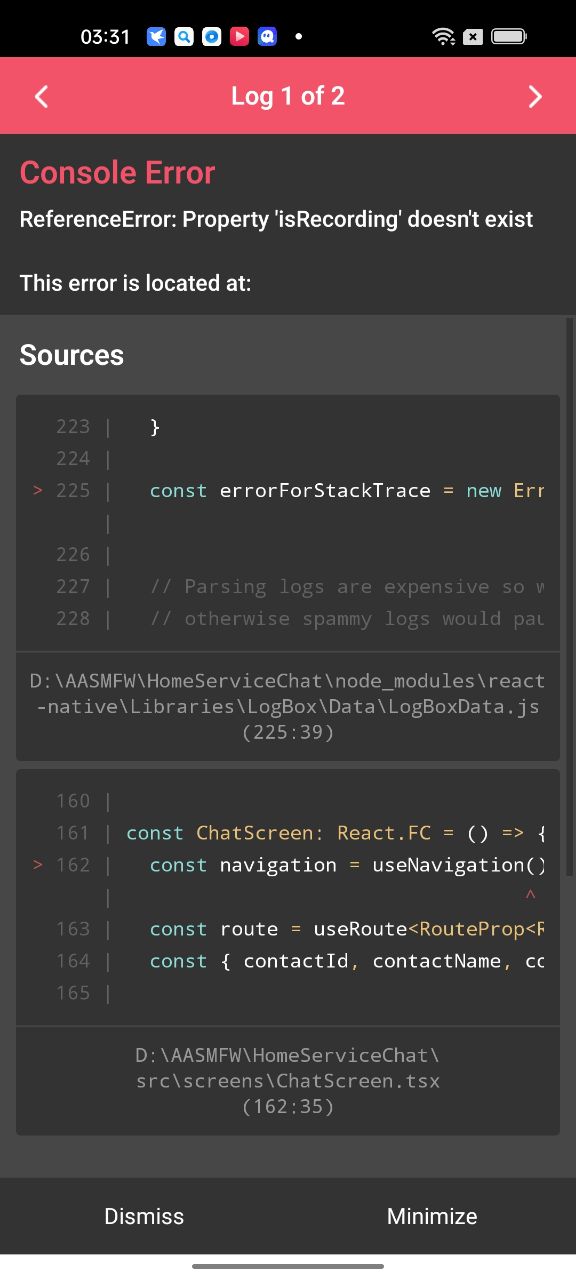 03:31
Log 1 of 2
Console Error
ReferenceError: Property 'isRecording' doesn't exist
This error is located at:
Sources
223 |   }
224 |
> 225 |   const errorForStackTrace = new Err
|
226 |
227 |   // Parsing logs are expensive so w
228 |   // otherwise spammy logs would pau
D:\AASMFW\HomeServiceChat\node_modules\react
-native\Libraries\LogBox\Data\LogBoxData.js
(225:39)
160 |
161 | const ChatScreen: React.FC = () => {
> 162 |   const navigation = useNavigation()
|                                   ^
163 |   const route = useRoute<RouteProp<R
164 |   const { contactId, contactName, co
165 |
D:\AASMFW\HomeServiceChat\
src\screens\ChatScreen.tsx
(162:35)
Dismiss
Minimize